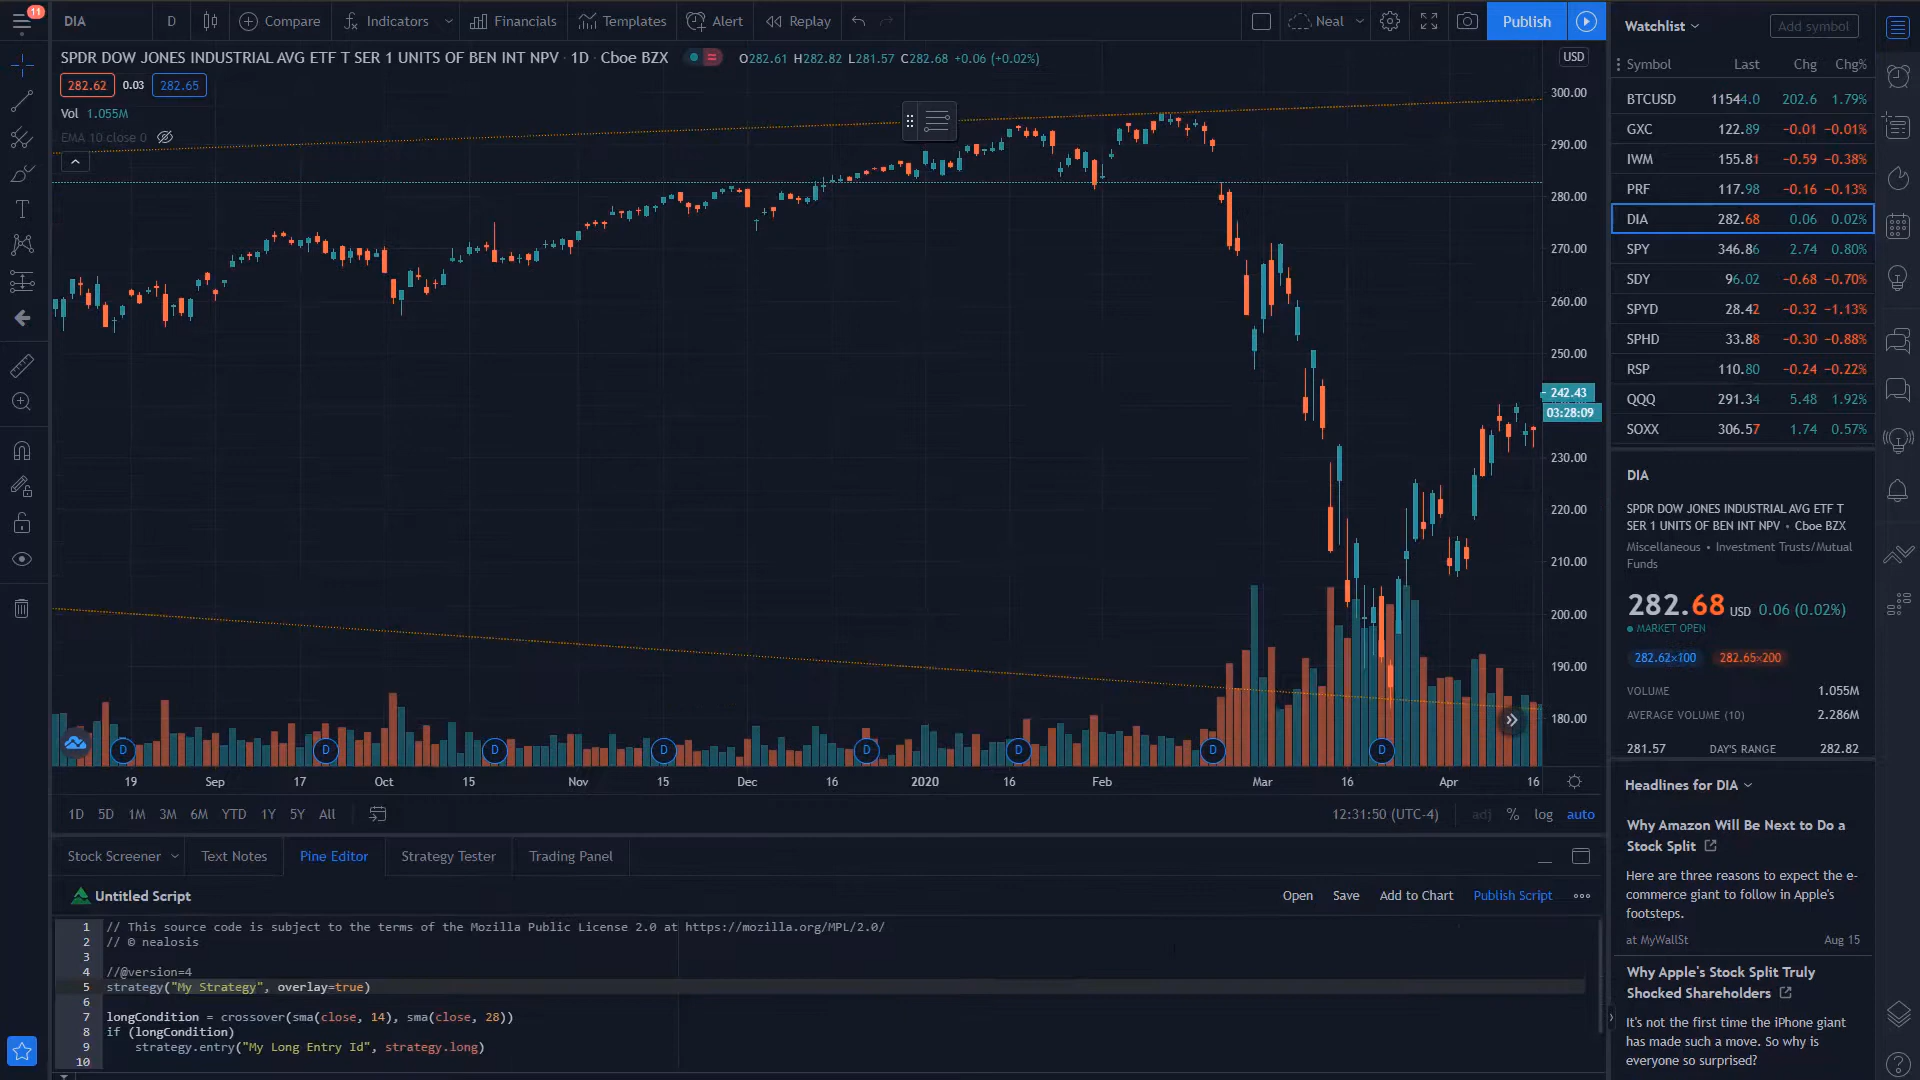 11
DIA
D
Compare
Indicators
Financials
Templates
Alert
Replay
Neal
Publish
SPDR DOW JONES INDUSTRIAL AVG ETF T SER 1 UNITS OF BEN INT NPV · 1D · Cboe BZX
O282.61 H282.82 L281.57 C282.68 +0.06 (+0.02%)
USD
282.62 0.03 282.65
Vol 1.055M
EMA 10 close 0
300.00
290.00
280.00
270.00
260.00
250.00
242.43
03:28:09
230.00
220.00
210.00
200.00
190.00
180.00
D D D D D D D D
19 Sep 17 Oct 15 Nov 15 Dec 16 2020 16 Feb Mar 16 Apr 16
1D 5D 1M 3M 6M YTD 1Y 5Y All
12:31:50 (UTC-4) adj % log auto
Stock Screener Text Notes Pine Editor Strategy Tester Trading Panel
Untitled Script
Open Save Add to Chart Publish Script
1 // This source code is subject to the terms of the Mozilla Public License 2.0 at https://mozilla.org/MPL/2.0/
2 // © nealosis
3
4 //@version=4
5 strategy("My Strategy", overlay=true)
6
7 longCondition = crossover(sma(close, 14), sma(close, 28))
8 if (longCondition)
9 strategy.entry("My Long Entry Id", strategy.long)
10
Watchlist
Add symbol
Symbol Last Chg Chg%
BTCUSD 11544.0 202.6 1.79%
GXC 122.89 −0.01 −0.01%
IWM 155.81 −0.59 −0.38%
PRF 117.98 −0.16 −0.13%
DIA 282.68 0.06 0.02%
SPY 346.86 2.74 0.80%
SDY 96.02 −0.68 −0.70%
SPYD 28.42 −0.32 −1.13%
SPHD 33.88 −0.30 −0.88%
RSP 110.80 −0.24 −0.22%
QQQ 291.34 5.48 1.92%
SOXX 306.57 1.74 0.57%
DIA
SPDR DOW JONES INDUSTRIAL AVG ETF T
SER 1 UNITS OF BEN INT NPV • Cboe BZX
Miscellaneous • Investment Trusts/Mutual
Funds
282.68 USD 0.06 (0.02%)
MARKET OPEN
282.62×100 282.65×200
VOLUME 1.055M
AVERAGE VOLUME (10) 2.286M
281.57 DAY'S RANGE 282.82
Headlines for DIA
Why Amazon Will Be Next to Do a
Stock Split
Here are three reasons to expect the e-
commerce giant to follow in Apple's
footsteps.
at MyWallSt Aug 15
Why Apple's Stock Split Truly
Shocked Shareholders
It's not the first time the iPhone giant
has made such a move. So why is
everyone so surprised?